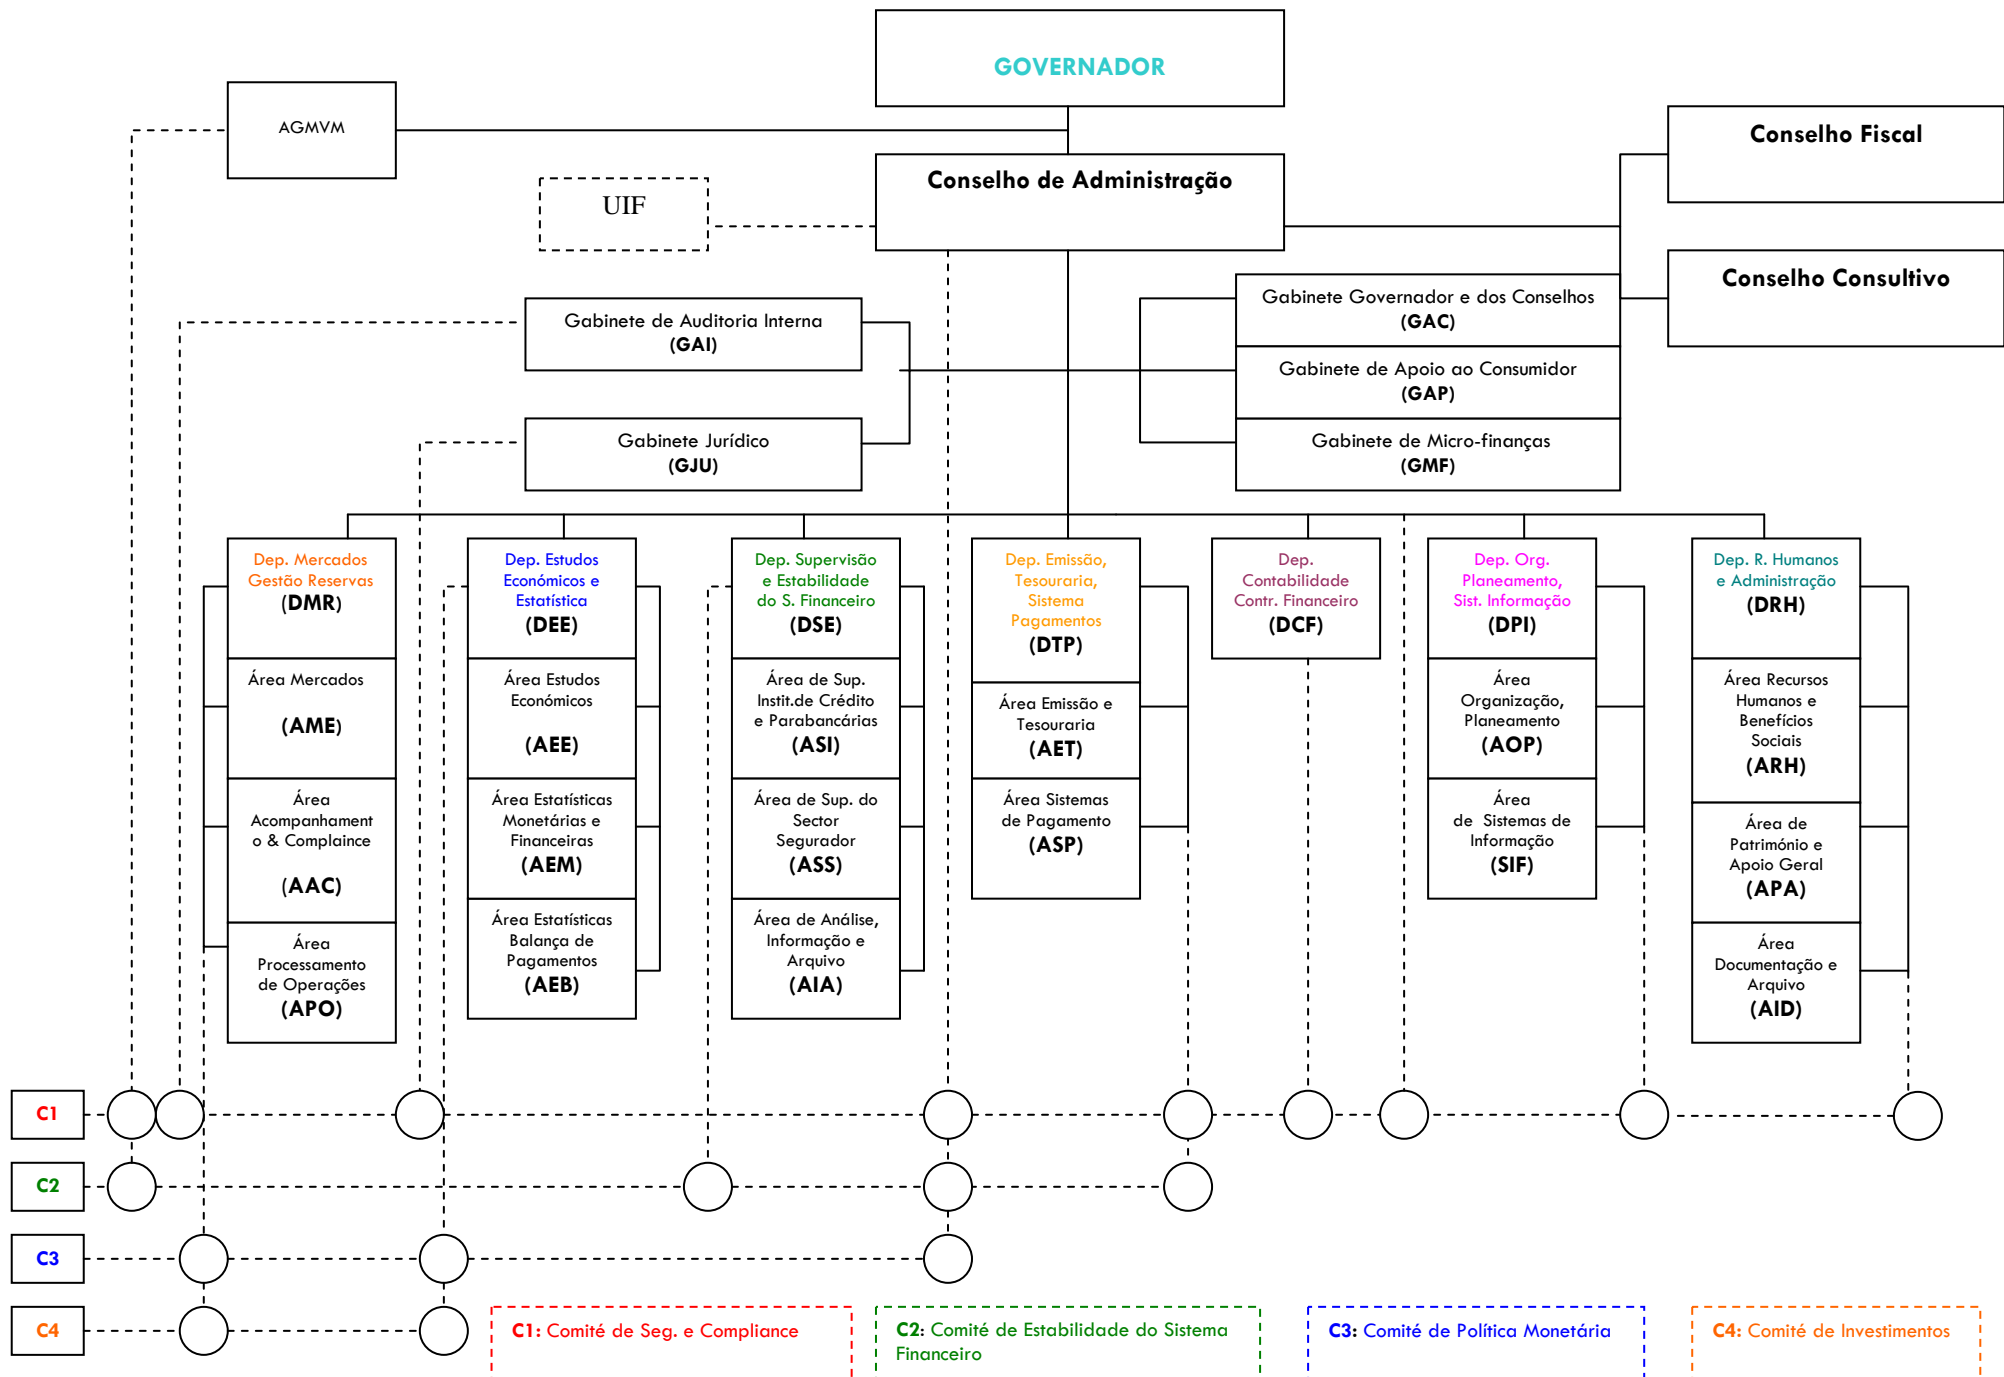 GOVERNADOR
AGMVM
Conselho Fiscal
Conselho de Administração
UIF
Conselho Consultivo
Gabinete Governador e dos Conselhos
(GAC)
Gabinete de Auditoria Interna
(GAI)
Gabinete de Apoio ao Consumidor
(GAP)
Gabinete Jurídico
(GJU)
Gabinete de Micro-finanças
(GMF)
Dep. Mercados
Gestão Reservas
(DMR)
Área Mercados
(AME)
Área
Acompanhament
o & Complaince
(AAC)
Área
Processamento
de Operações
(APO)
Dep. Estudos
Económicos e
Estatística
(DEE)
Área Estudos
Económicos
(AEE)
Área Estatísticas
Monetárias e
Financeiras
(AEM)
Área Estatísticas
Balança de
Pagamentos
(AEB)
Dep. Supervisão
e Estabilidade
do S. Financeiro
(DSE)
Área de Sup.
Instit.de Crédito
e Parabancárias
(ASI)
Área de Sup. do
Sector
Segurador
(ASS)
Área de Análise,
Informação e
Arquivo
(AIA)
Dep. Emissão,
Tesouraria,
Sistema
Pagamentos
(DTP)
Área Emissão e
Tesouraria
(AET)
Área Sistemas
de Pagamento
(ASP)
Dep.
Contabilidade
Contr. Financeiro
(DCF)
Dep. Org.
Planeamento,
Sist. Informação
(DPI)
Área
Organização,
Planeamento
(AOP)
Área
de Sistemas de
Informação
(SIF)
Dep. R. Humanos
e Administração
(DRH)
Área Recursos
Humanos e
Benefícios
Sociais
(ARH)
Área de
Património e
Apoio Geral
(APA)
Área
Documentação e
Arquivo
(AID)
C1
C2
C3
C4
C1: Comité de Seg. e Compliance
C2: Comité de Estabilidade do Sistema
Financeiro
C3: Comité de Política Monetária
C4: Comité de Investimentos